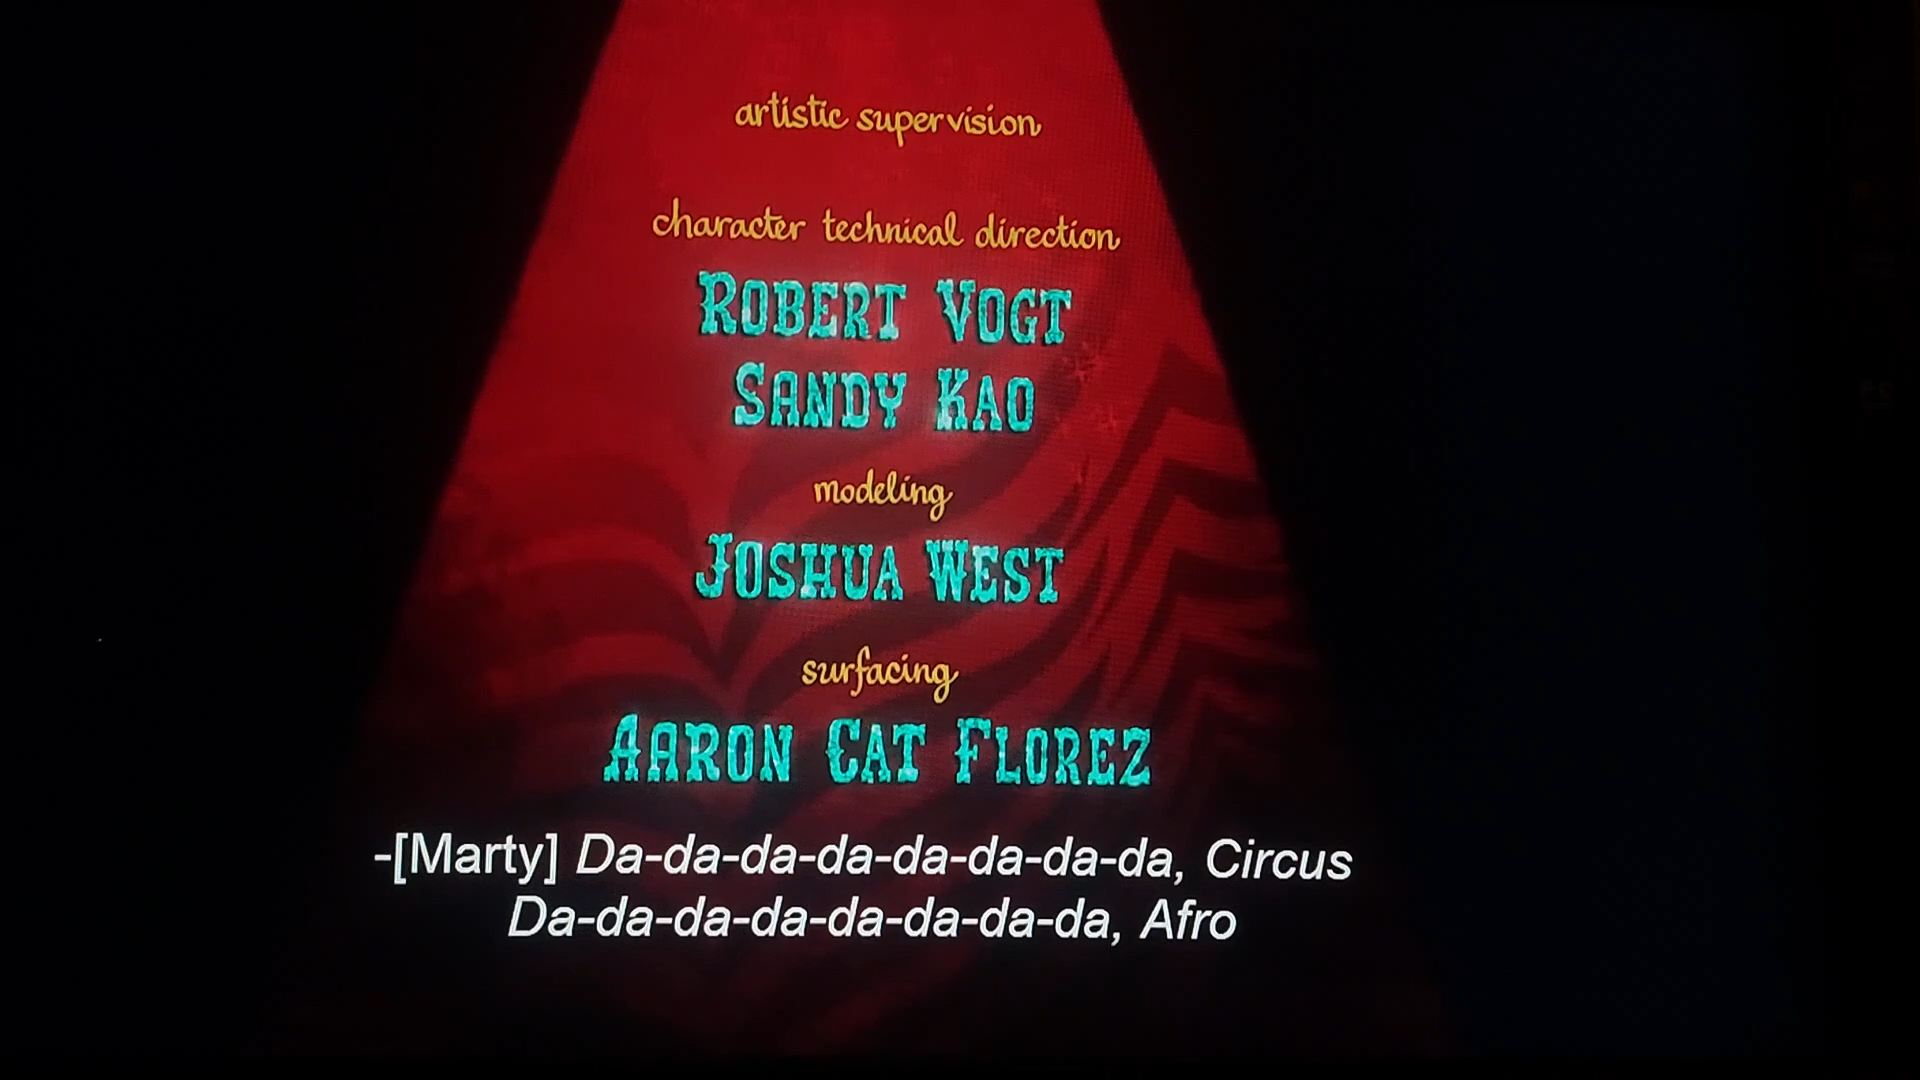 artistic supervision
character technical direction
ROBERT VOGT
SANDY KAO
modeling
JOSHUA WEST
surfacing
AARON CAT FLOREZ
-[Marty] Da-da-da-da-da-da-da-da, Circus
Da-da-da-da-da-da-da-da, Afro